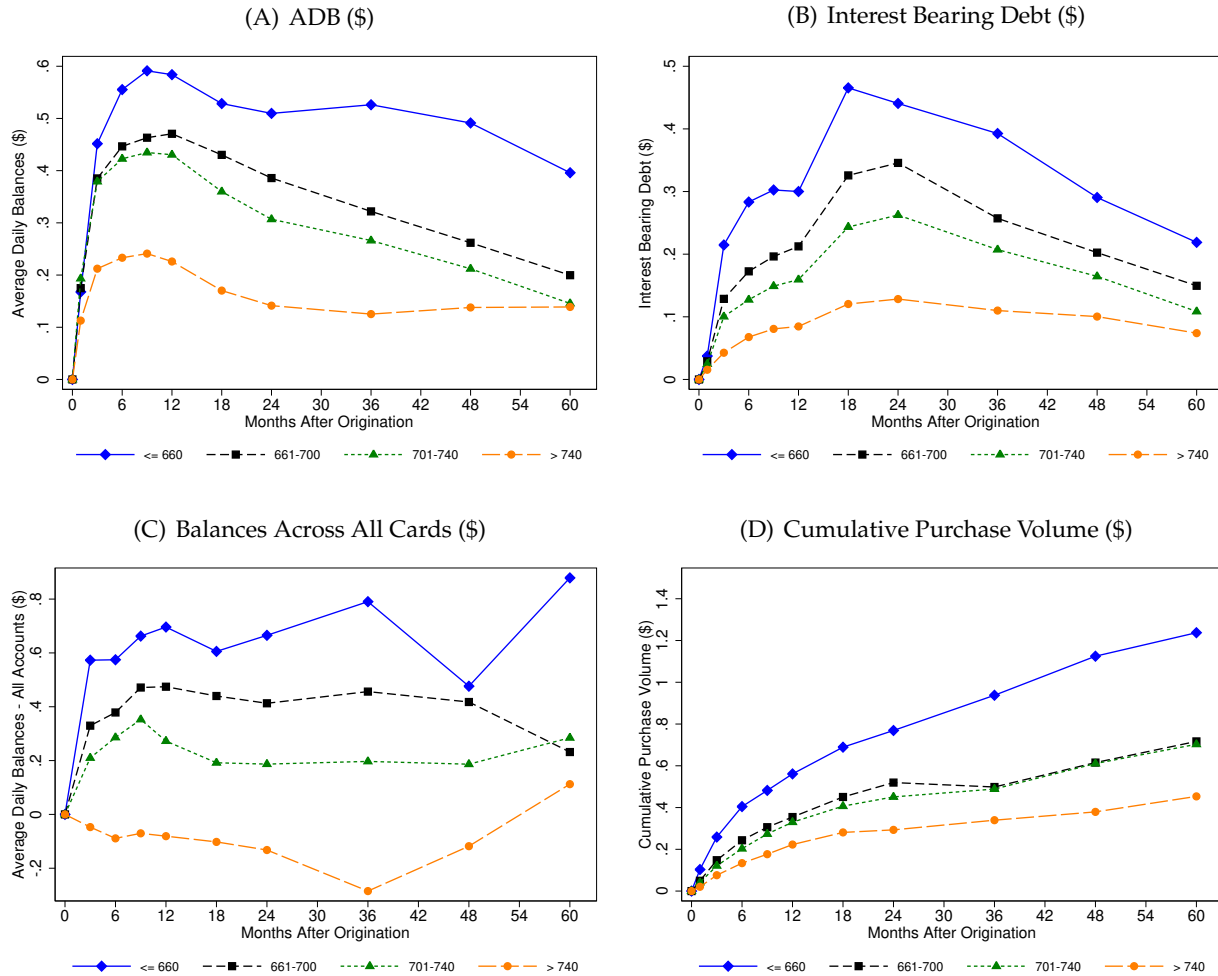 (A) ADB ($)
Average Daily Balances ($)
0 .1 .2 .3 .4 .5 .6
0 6 12 18 24 30 36 42 48 54 60
Months After Origination
<= 660 661-700 701-740 > 740
(B) Interest Bearing Debt ($)
Interest Bearing Debt ($)
0 .1 .2 .3 .4 .5
0 6 12 18 24 30 36 42 48 54 60
Months After Origination
<= 660 661-700 701-740 > 740
(C) Balances Across All Cards ($)
Average Daily Balances - All Accounts ($)
-.2 0 .2 .4 .6 .8
0 6 12 18 24 30 36 42 48 54 60
Months After Origination
<= 660 661-700 701-740 > 740
(D) Cumulative Purchase Volume ($)
Cumulative Purchase Volume ($)
0 .2 .4 .6 .8 1 1.2 1.4
0 6 12 18 24 30 36 42 48 54 60
Months After Origination
<= 660 661-700 701-740 > 740